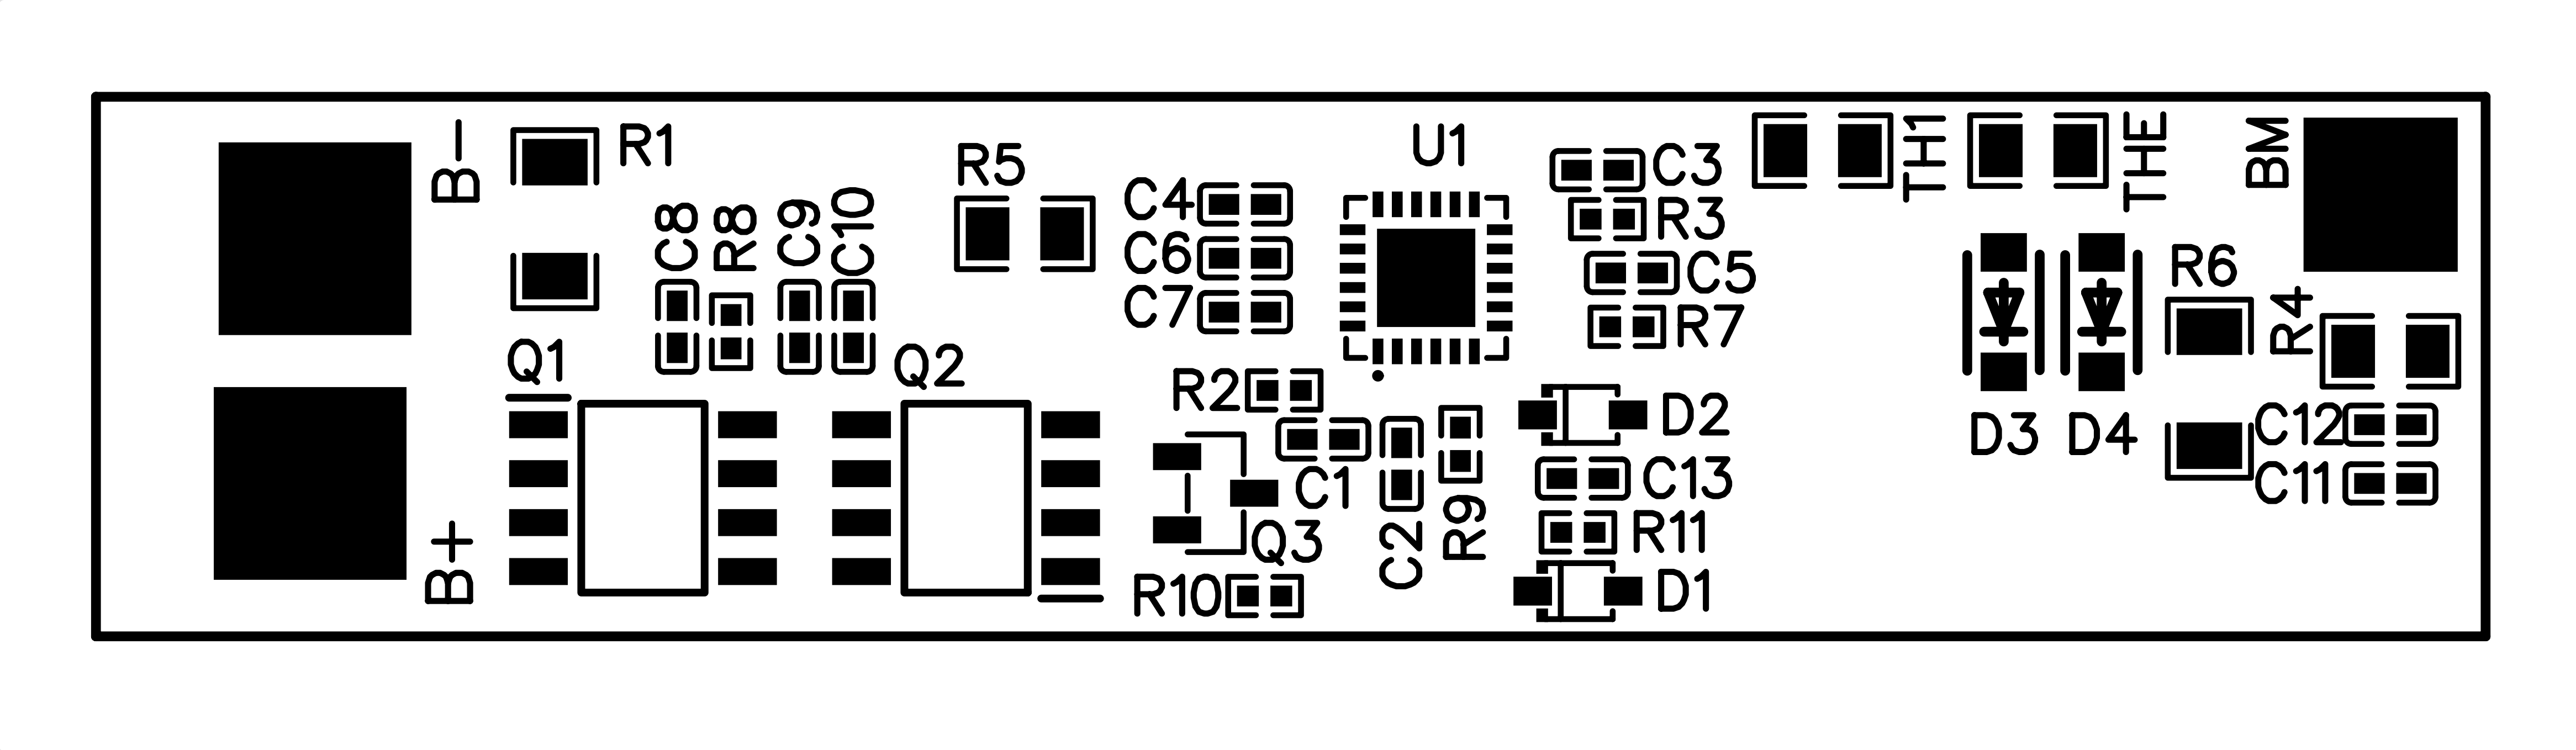 B-
R1
C8
R8
C9
C10
Q1
Q2
B+
R5
C4
C6
C7
U1
R2
C1
Q3
R10
C2
R9
C3
R3
C5
R7
D2
C13
R11
D1
TH1
THE
BM
D3
D4
R6
R4
C12
C11